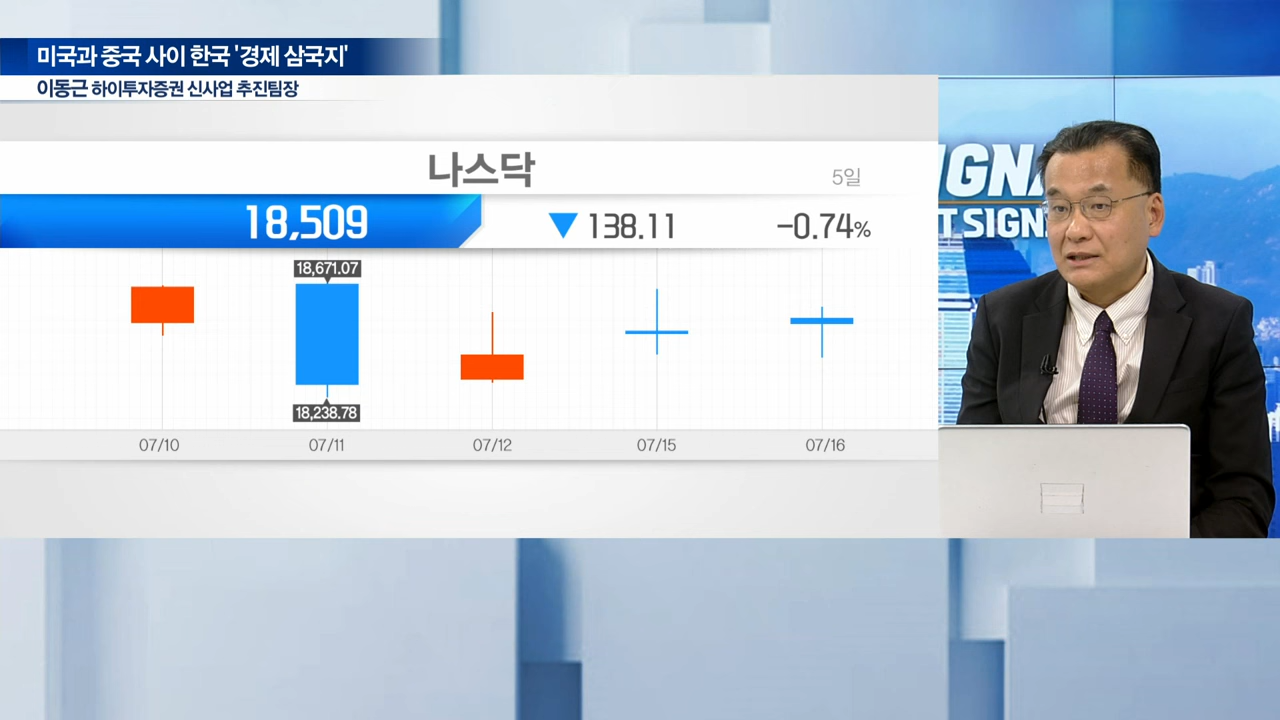 미국과 중국 사이 한국 '경제 삼국지'
이동근 하이투자증권 신사업 추진팀장
나스닥
5일
18,509 ▼ 138.11 -0.74%
18,671.07
18,238.78
07/10 07/11 07/12 07/15 07/16
IGNA
T SIGN